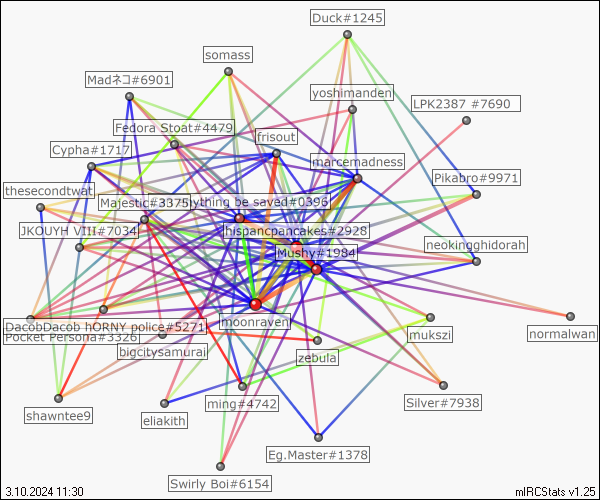 Duck#1245
somass
Madネコ#6901
yoshimanden
LPK2387 #7690
Fedora Stoat#4479
frisout
Cypha#1717
marcemadness
Pikabro#9971
thesecondtwat
Majestic#3375
ything be saved#0396
JKOUYH VIII#7034
hispancpancakes#2928
neokingghidorah
Mushy#1984
moonraven
DacobDacob
hORNY police#5271
Pocket Persona#3326
mukszi
normalwan
bigcitysamurai
zebula
shawntee9
eliakith
ming#4742
Silver#7938
Eg.Master#1378
Swirly Boi#6154
3.10.2024 11:30
mIRCStats v1.25